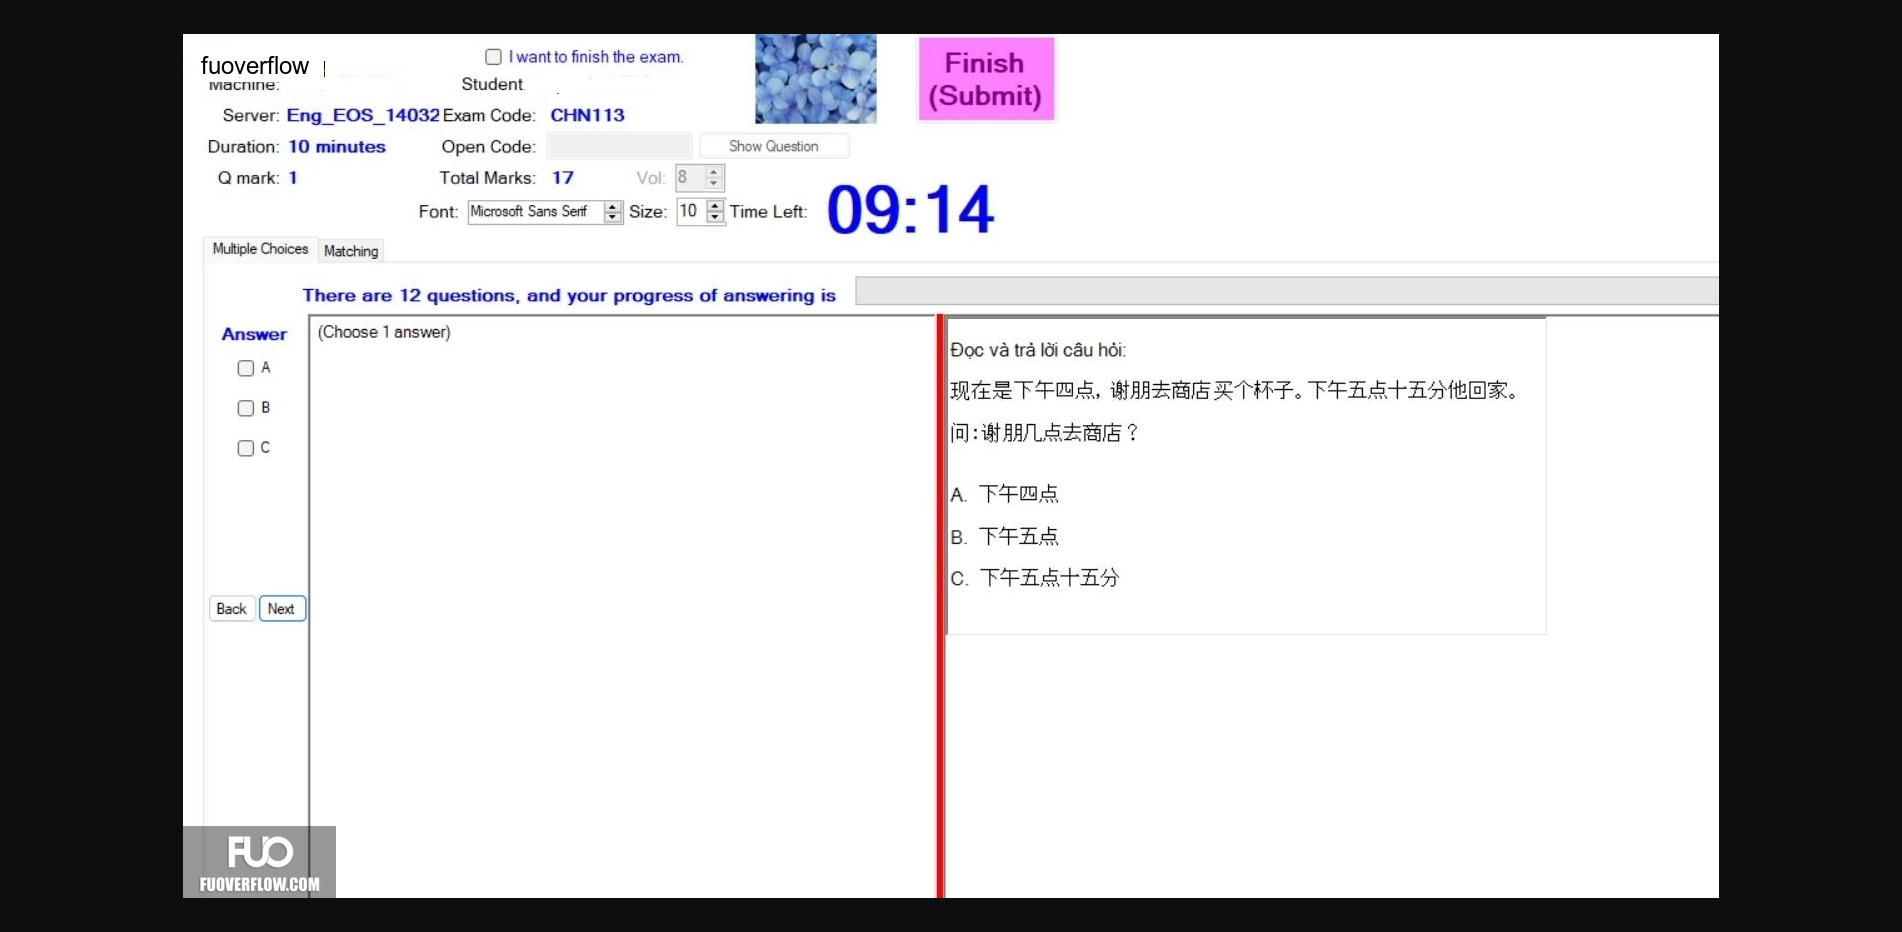 fuoverflow
I want to finish the exam.
Finish
(Submit)
Machine:
Student
Server: Eng_EOS_14032 Exam Code: CHN113
Duration: 10 minutes Open Code: Show Question
Q mark: 1 Total Marks: 17 Vol: 8
Font: Microsoft Sans Serif Size: 10 Time Left: 09:14
Multiple Choices Matching
There are 12 questions, and your progress of answering is
Answer
A
B
C
Back Next
(Choose 1 answer)
Đọc và trả lời câu hỏi:
现在是下午四点，谢朋去商店买个杯子。下午五点十五分他回家。
问：谢朋几点去商店？
A. 下午四点
B. 下午五点
C. 下午五点十五分
FUO
FUOVERFLOW.COM